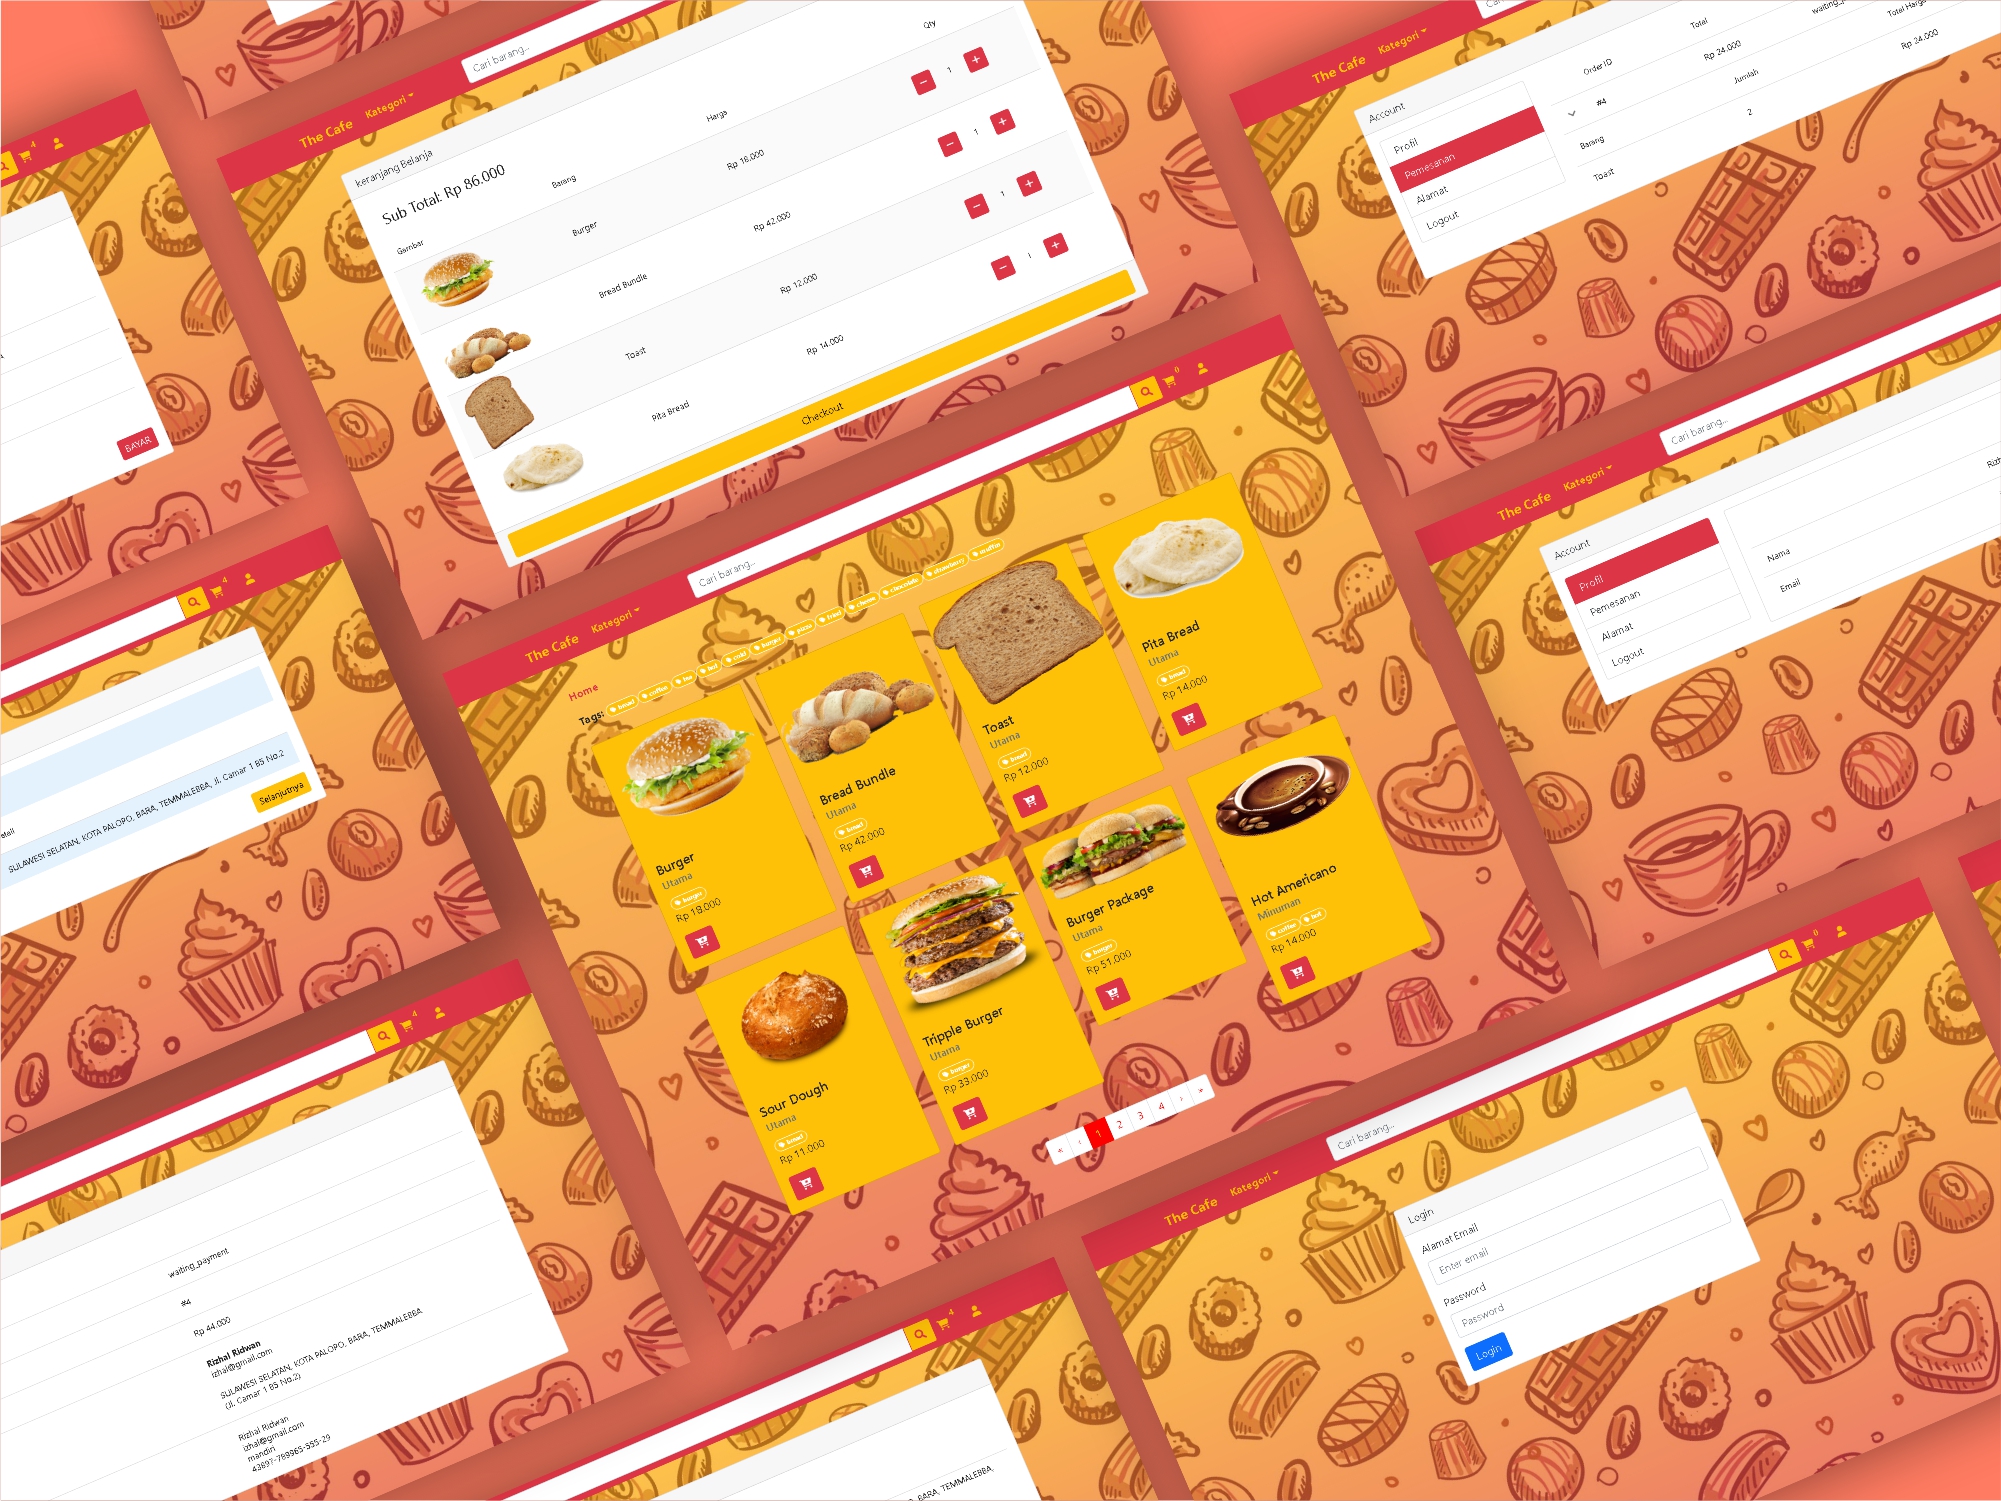 Cari barang...
The Cafe
Kategori
4
keranjang Belanja
Sub Total: Rp 86.000
Gambar
Barang
Harga
Qty
Burger
Rp 18.000
1
Bread Bundle
Rp 42.000
1
Toast
Rp 12.000
1
Pita Bread
Rp 14.000
1
Checkout
BAYAR
The Cafe
Kategori
Account
Profil
Pemesanan
Alamat
Logout
Order ID
Total
#4
Rp 24.000
waiting_
Barang
Jumlah
Total Harga
Toast
2
Rp 24.000
The Cafe
Kategori
Cari barang...
Account
Profil
Pemesanan
Alamat
Logout
Nama
Email
4
SULAWESI SELATAN, KOTA PALOPO, BARA, TEMMALEBBA, Jl. Camar 1 B5 No.2
Selanjutnya
The Cafe
Kategori
Cari barang...
0
Home
Tags: bread coffee tea hot cold burger pizza fried cheese chocolate strawberry waffle
Burger
Utama
burger
Rp 18.000
Bread Bundle
Utama
bread
Rp 42.000
Toast
Utama
bread
Rp 12.000
Pita Bread
Utama
bread
Rp 14.000
Sour Dough
Utama
bread
Rp 11.000
Tripple Burger
Utama
burger
Rp 33.000
Burger Package
Utama
burger
Rp 51.000
Hot Americano
Minuman
coffee hot
Rp 14.000
« ‹ 1 2 3 4 › »
4
waiting_payment
#4
Rp 44.000
Rizhal Ridwan
izhal@gmail.com
SULAWESI SELATAN, KOTA PALOPO, BARA, TEMMALEBBA
(Jl. Camar 1 B5 No.2)
Rizhal Ridwan
izhal@gmail.com
mandiri
43897-789965-555-29
4
BARA, TEMMALEBBA,
The Cafe
Kategori
Cari barang...
0
Login
Alamat Email
Enter email
Password
Password
Login